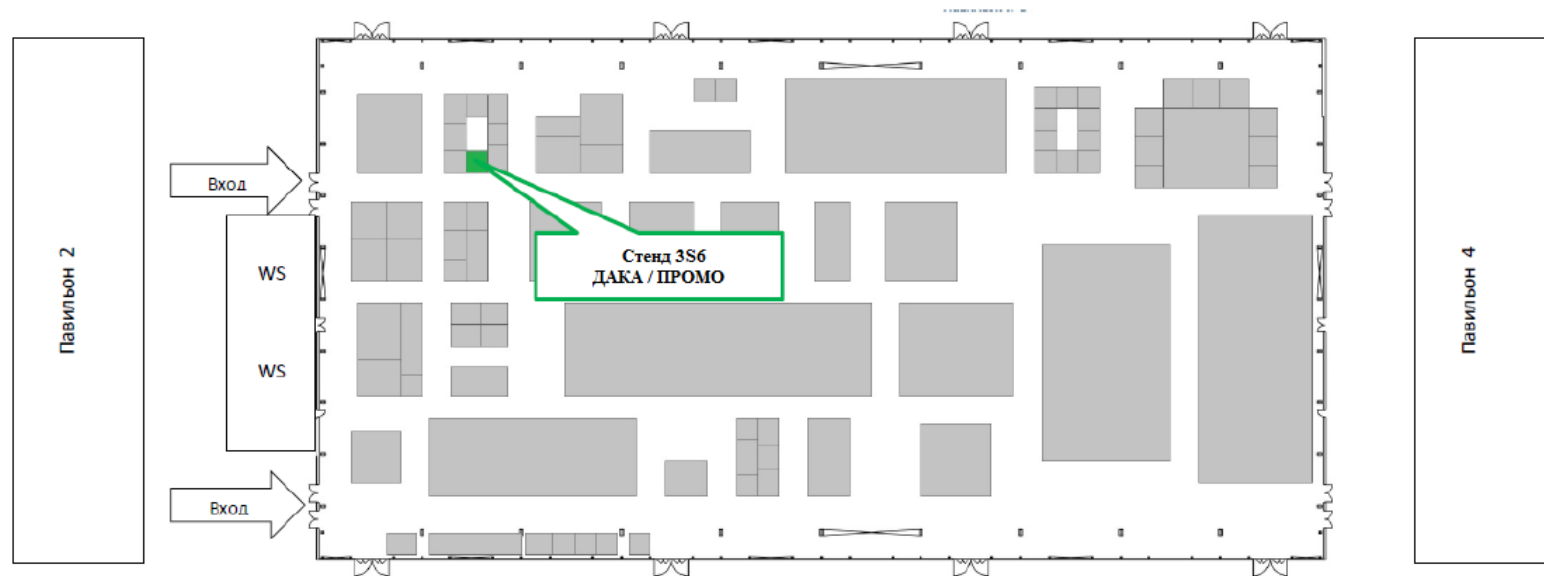 Павильон 2
Вход
WS
WS
Вход
Стенд 3S6
ДАКА / ПРОМО
Павильон 4